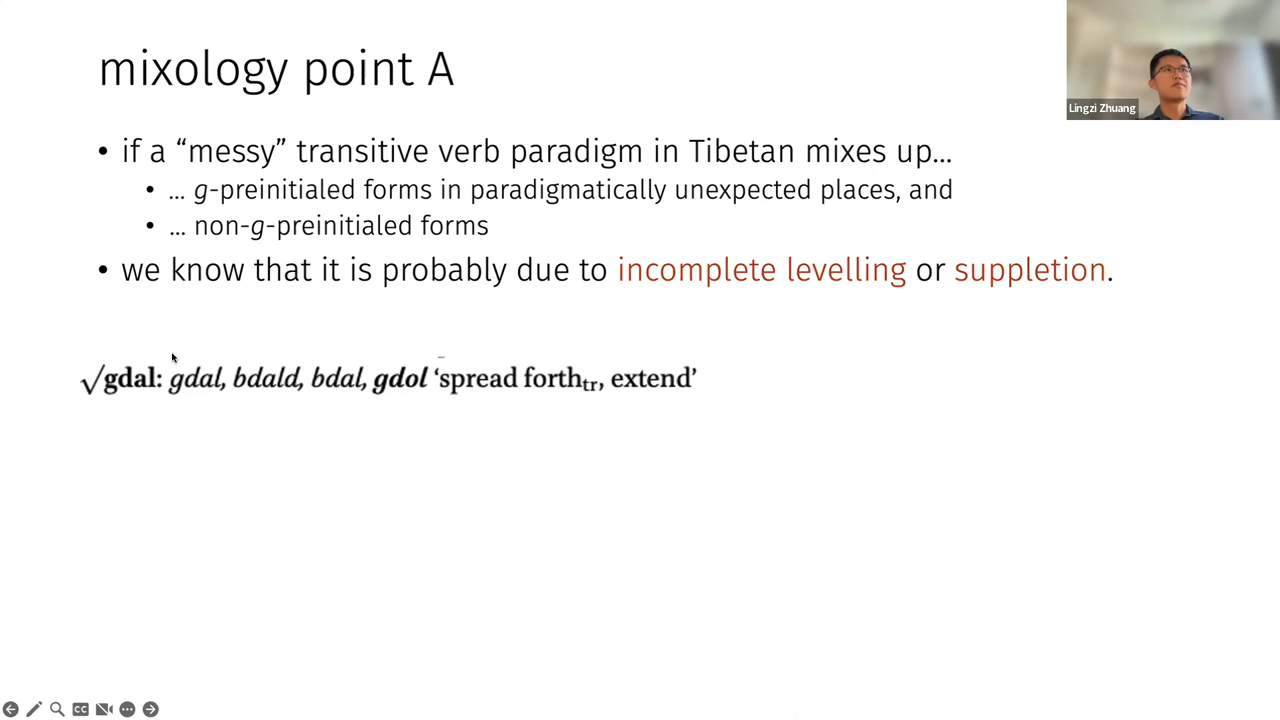 mixology point A
Lingzi Zhuang
• if a “messy” transitive verb paradigm in Tibetan mixes up…
• … g-preinitialed forms in paradigmatically unexpected places, and
• … non-g-preinitialed forms
• we know that it is probably due to incomplete levelling or suppletion.
√gdal: gdal, bdald, bdal, gdol ‘spread forthtr, extend’
CC